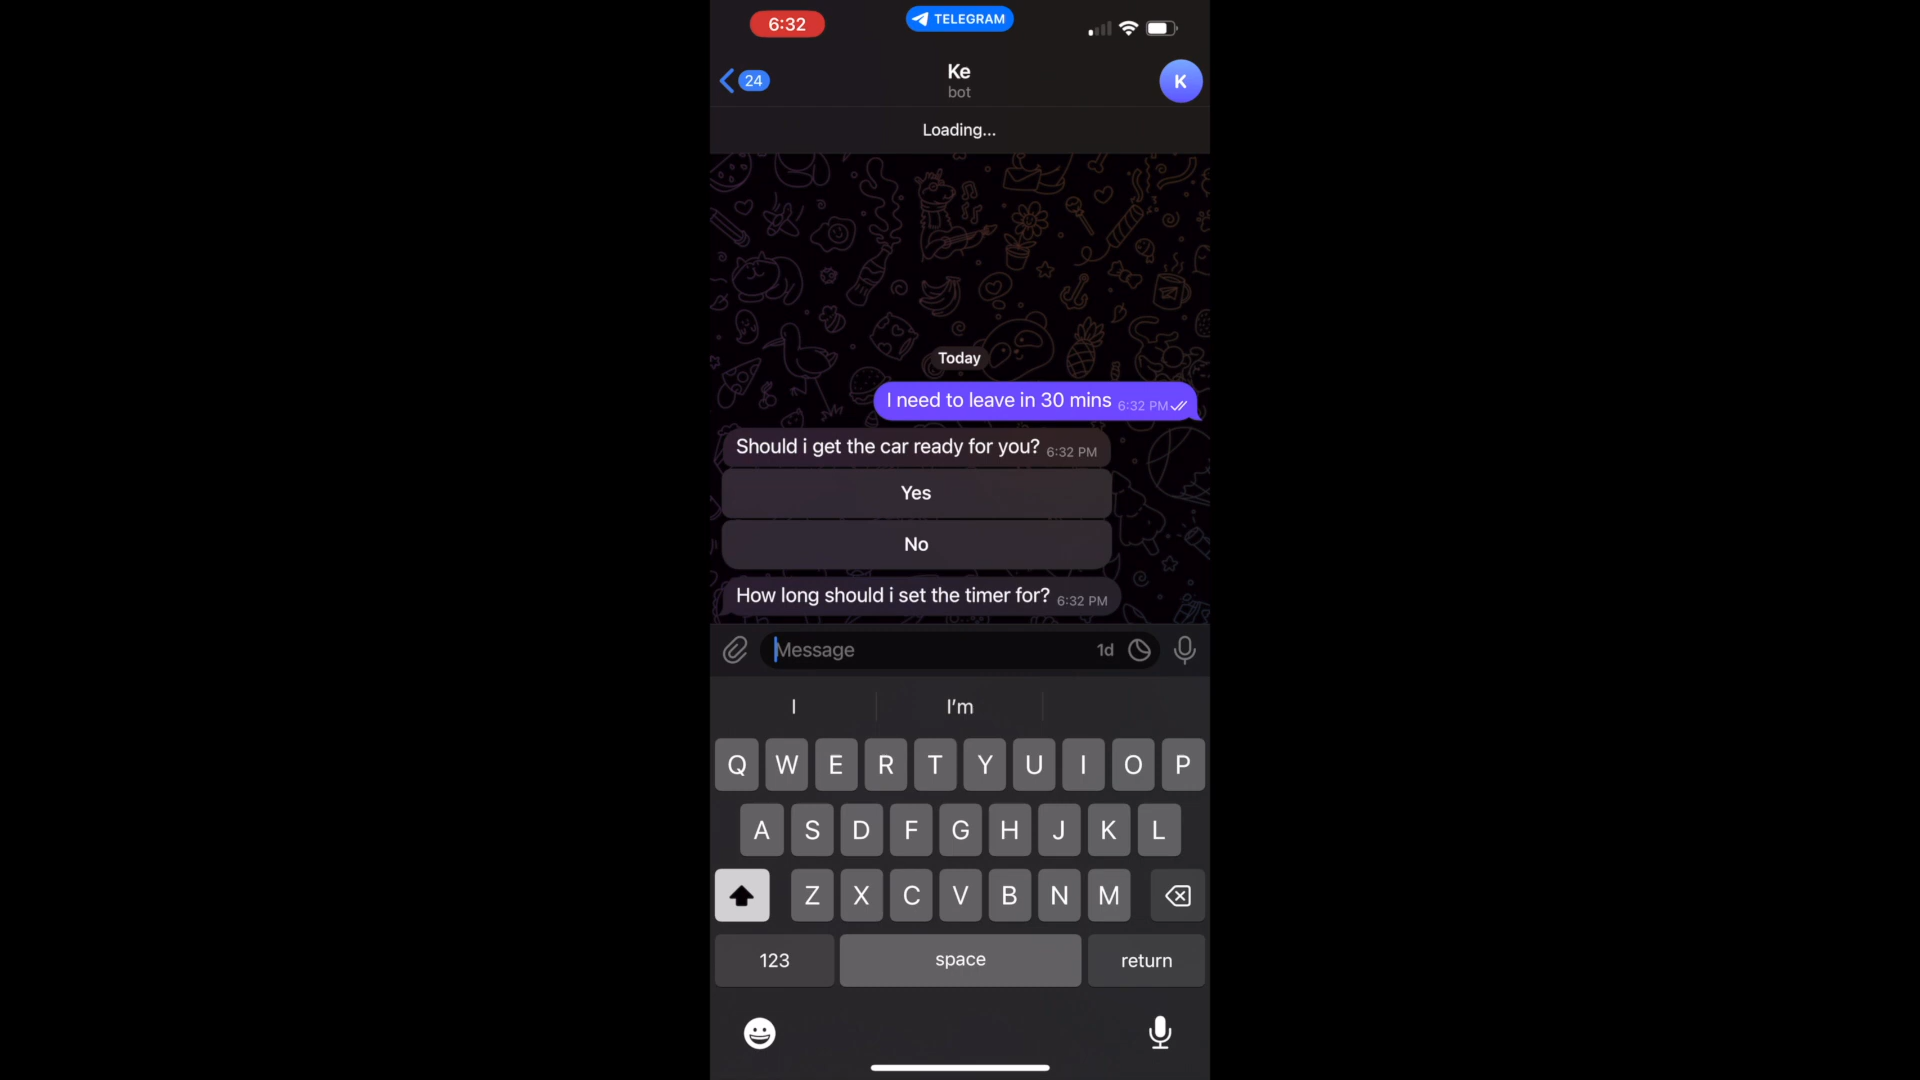 6:32
TELEGRAM
24
Ke
bot
K
Loading...
Today
I need to leave in 30 mins 6:32 PM
Should i get the car ready for you? 6:32 PM
Yes
No
How long should i set the timer for? 6:32 PM
Message 1d
I I'm
Q W E R T Y U I O P
A S D F G H J K L
Z X C V B N M
123 space return